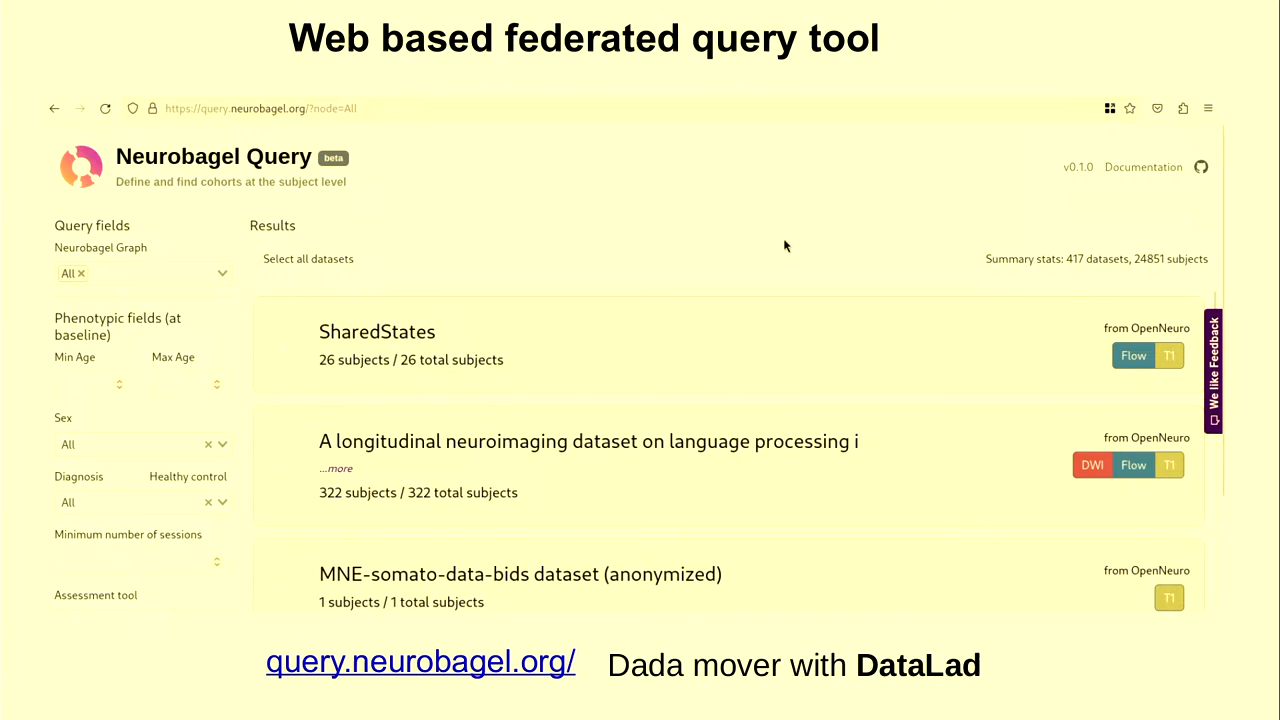 Web based federated query tool
https://query.neurobagel.org/?node=All
Neurobagel Query beta
Define and find cohorts at the subject level
v0.1.0 Documentation
Query fields
Neurobagel Graph
All
Phenotypic fields (at
baseline)
Min Age Max Age
Sex
All
Diagnosis Healthy control
All
Minimum number of sessions
Assessment tool
Results
Select all datasets
Summary stats: 417 datasets, 24851 subjects
SharedStates
26 subjects / 26 total subjects
from OpenNeuro
Flow T1
A longitudinal neuroimaging dataset on language processing i
...more
322 subjects / 322 total subjects
from OpenNeuro
DWI Flow T1
MNE-somato-data-bids dataset (anonymized)
1 subjects / 1 total subjects
from OpenNeuro
T1
We like Feedback
query.neurobagel.org/ Dada mover with DataLad